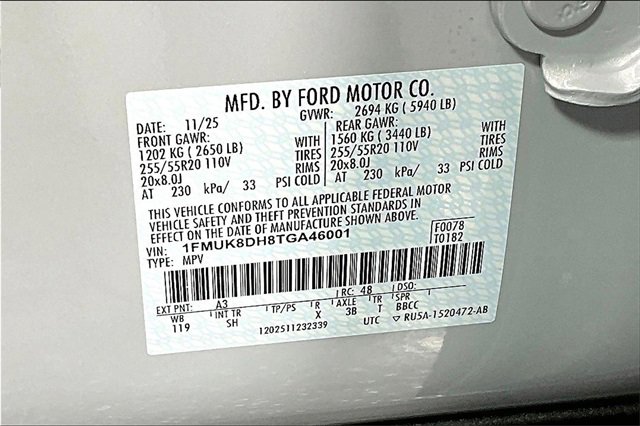 MFD. BY FORD MOTOR CO.
DATE: 11/25 GVWR: 2694 KG ( 5940 LB)
FRONT GAWR: REAR GAWR:
1202 KG ( 2650 LB) WITH 1560 KG ( 3440 LB) WITH
255/55R20 110V TIRES 255/55R20 110V TIRES
20x8.0J RIMS 20x8.0J RIMS
AT 230 kPa/ 33 PSI COLD AT 230 kPa/ 33 PSI COLD
THIS VEHICLE CONFORMS TO ALL APPLICABLE FEDERAL MOTOR
VEHICLE SAFETY AND THEFT PREVENTION STANDARDS IN
EFFECT ON THE DATE OF MANUFACTURE SHOWN ABOVE.
VIN: 1FMUK8DH8TGA46001 F0078
TYPE: MPV T0182
EXT PNT: A3 RC: 48 DSO:
WB INT TR TP/PS R AXLE TR SPR
119 SH X 3B T BBCC
1202511232339 UTC ▽ RU5A-1520472-AB